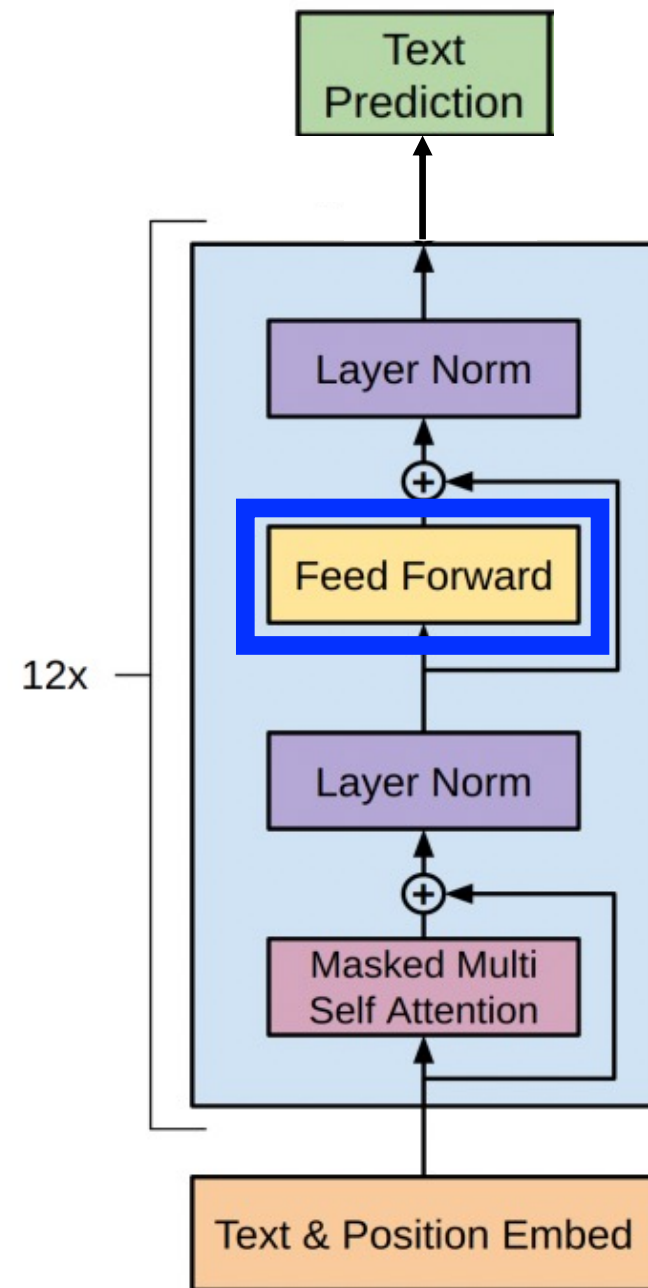 Text
Prediction
Layer Norm
+
Feed Forward
12x
Layer Norm
+
Masked Multi
Self Attention
Text & Position Embed